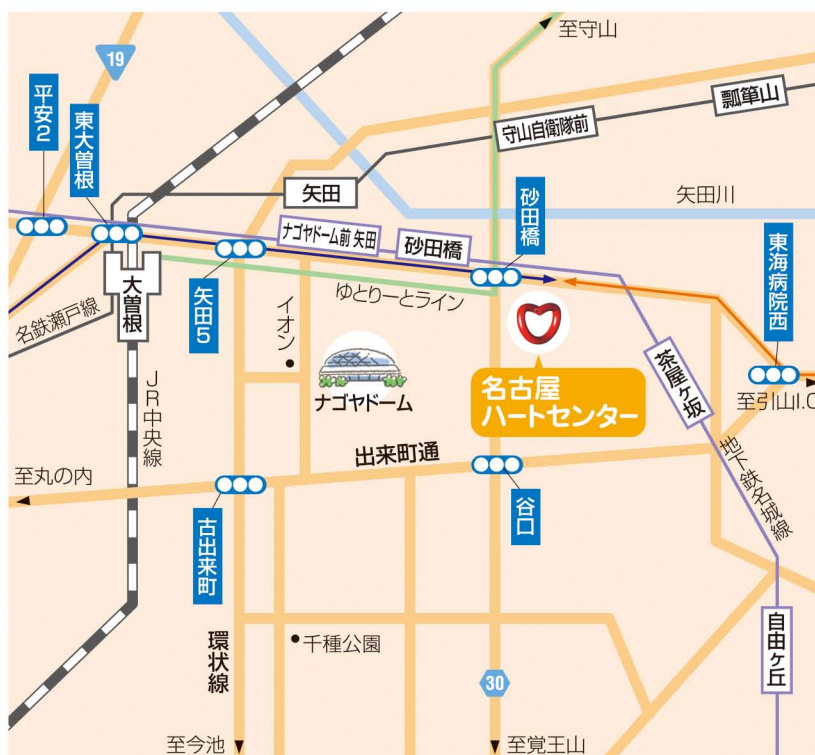 至守山
19
平安2
東大曽根
瓢箪山
守山自衛隊前
矢田
矢田川
砂田橋
ナゴヤドーム前 矢田
砂田橋
東海病院西
大曽根
矢田5
ゆとりーとライン
イオン
名鉄瀬戸線
名古屋
ハートセンター
茶屋ヶ坂
至引山I.C
ナゴヤドーム
JR中央線
出来町通
地下鉄名城線
至丸の内
古出来町
谷口
環状線
千種公園
自由ヶ丘
30
至今池
至覚王山